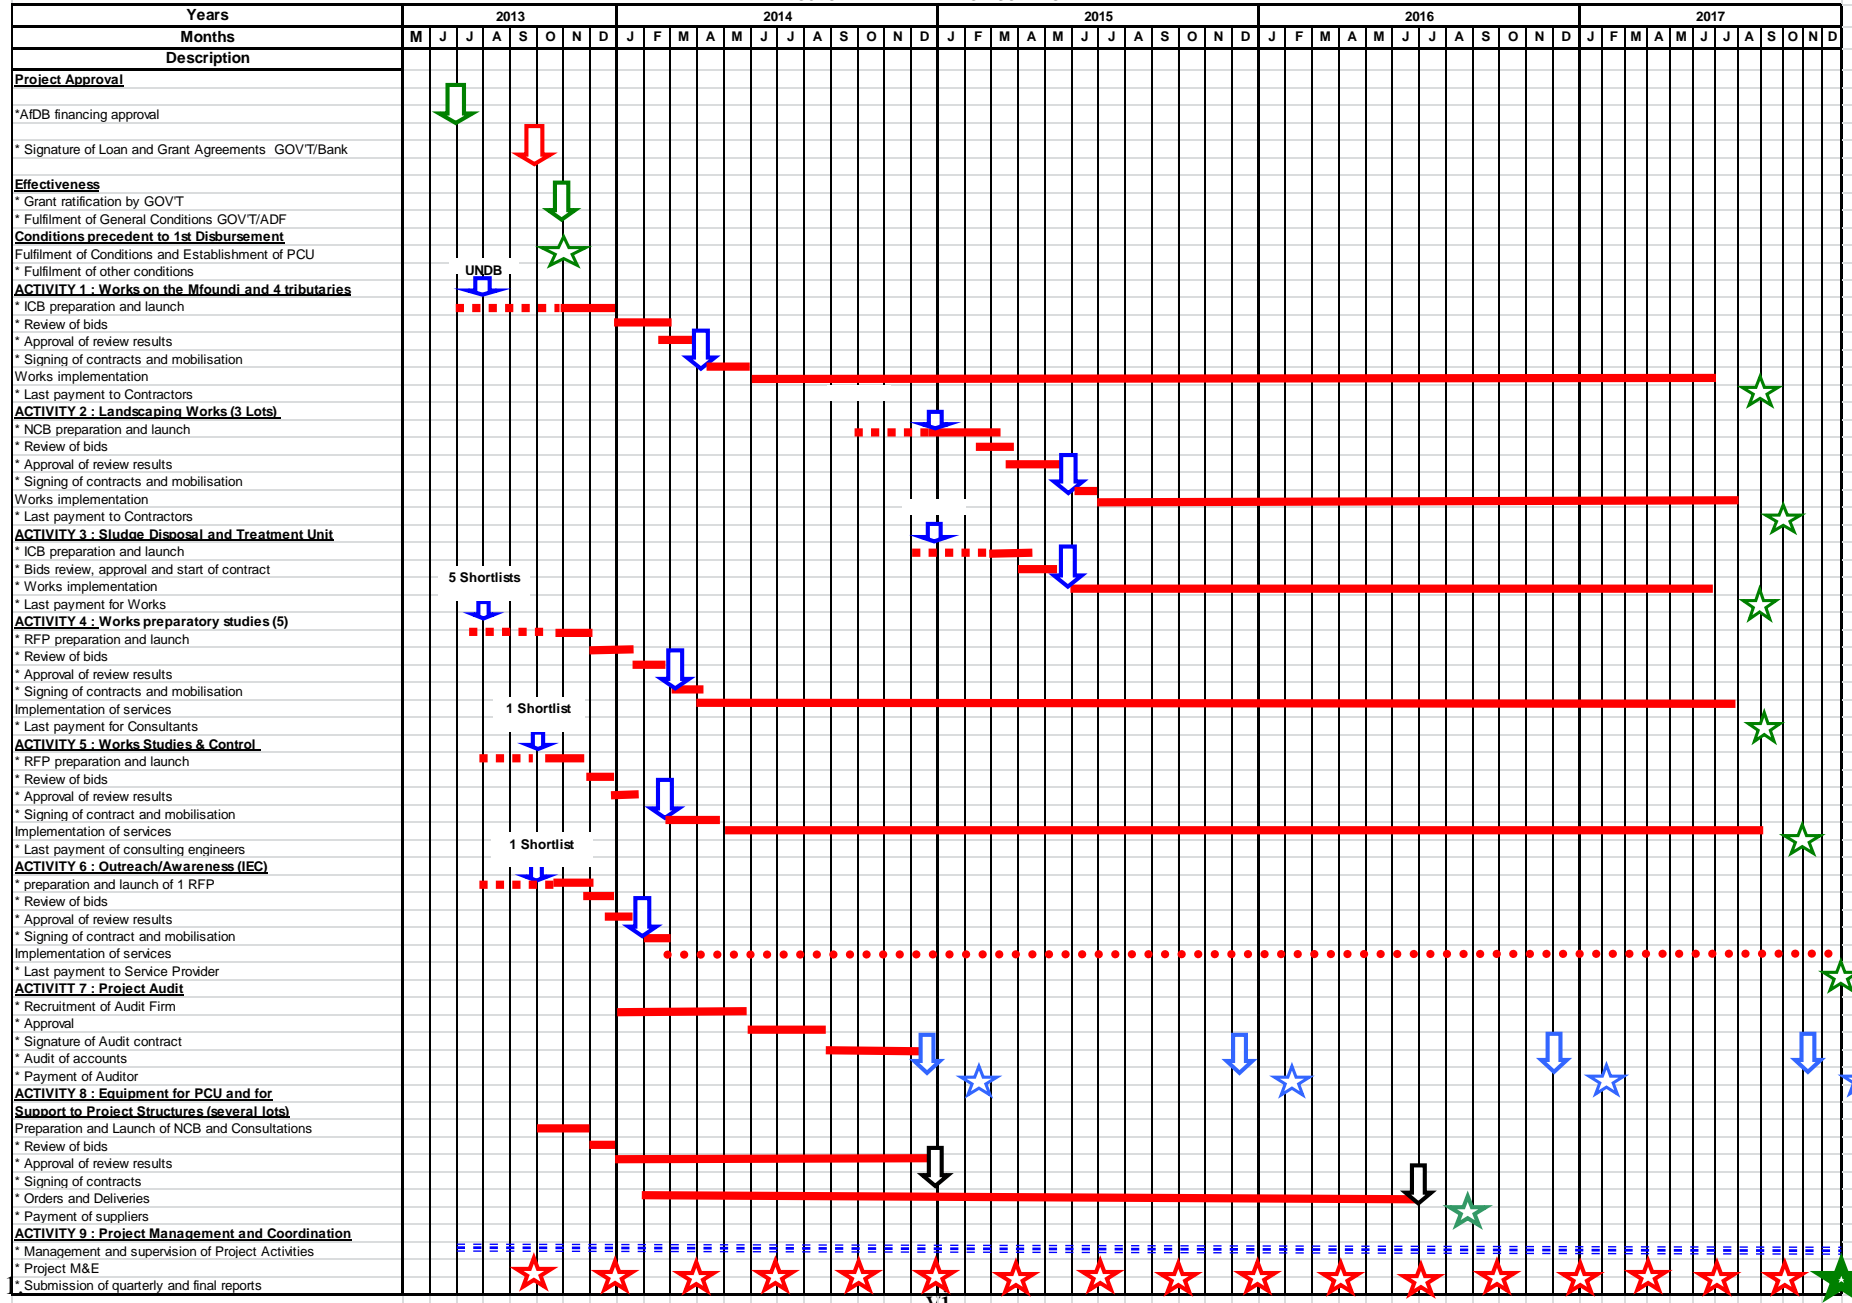 Years 2013 2014 2015 2016 2017
Months M J J A S O N D J F M A M J J A S O N D J F M A M J J A S O N D J F M A M J J A S O N D J F M A M J J A S O N D
Description
Project Approval
*AfDB financing approval
* Signature of Loan and Grant Agreements GOV'T/Bank
Effectiveness
* Grant ratification by GOV'T
* Fulfilment of General Conditions GOV'T/ADF
Conditions precedent to 1st Disbursement
Fulfilment of Conditions and Establishment of PCU
* Fulfilment of other conditions
UNDB
ACTIVITY 1 : Works on the Mfoundi and 4 tributaries
* ICB preparation and launch
* Review of bids
* Approval of review results
* Signing of contracts and mobilisation
Works implementation
* Last payment to Contractors
ACTIVITY 2 : Landscaping Works (3 Lots)
* NCB preparation and launch
* Review of bids
* Approval of review results
* Signing of contracts and mobilisation
Works implementation
* Last payment to Contractors
ACTIVITY 3 : Sludge Disposal and Treatment Unit
* ICB preparation and launch
* Bids review, approval and start of contract
5 Shortlists
* Works implementation
* Last payment for Works
ACTIVITY 4 : Works preparatory studies (5)
* RFP preparation and launch
* Review of bids
* Approval of review results
* Signing of contracts and mobilisation
Implementation of services
1 Shortlist
* Last payment for Consultants
ACTIVITY 5 : Works Studies & Control
* RFP preparation and launch
* Review of bids
* Approval of review results
* Signing of contract and mobilisation
Implementation of services
* Last payment of consulting engineers
1 Shortlist
ACTIVITY 6 : Outreach/Awareness (IEC)
* preparation and launch of 1 RFP
* Review of bids
* Approval of review results
* Signing of contract and mobilisation
Implementation of services
* Last payment to Service Provider
ACTIVITT 7 : Project Audit
* Recruitment of Audit Firm
* Approval
* Signature of Audit contract
* Audit of accounts
* Payment of Auditor
ACTIVITY 8 : Equipment for PCU and for
Support to Project Structures (several lots)
Preparation and Launch of NCB and Consultations
* Review of bids
* Approval of review results
* Signing of contracts
* Orders and Deliveries
* Payment of suppliers
ACTIVITY 9 : Project Management and Coordination
* Management and supervision of Project Activities
* Project M&E
* Submission of quarterly and final reports